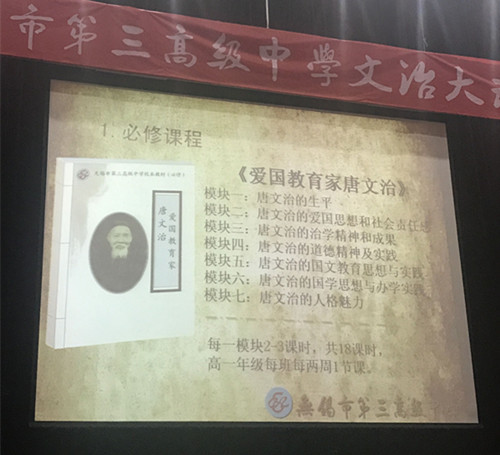 市第三高级中学文治大
1.必修课程
无锡市第三高级中学校本教材(必修)
爱国教育家
唐文治
《爱国教育家唐文治》
模块一：唐文治的生平
模块二：唐文治的爱国思想和社会责任感
模块三：唐文治的治学精神和成果
模块四：唐文治的道德精神及实践
模块五：唐文治的国文教育思想与实践
模块六：唐文治的国学思想与办学实践
模块七：唐文治的人格魅力
每一模块2-3课时，共18课时，
高一年级每班每两周1节课。
無锡市第三高级